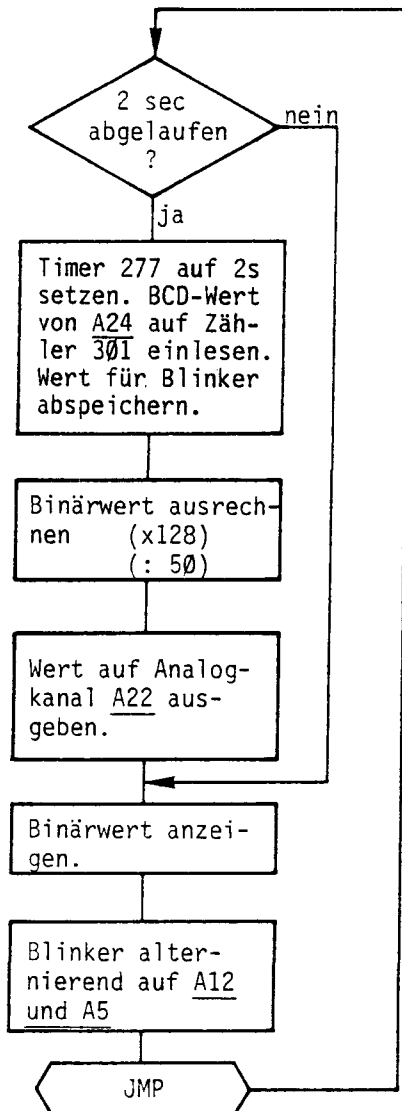 2 sec
abgelaufen
?
nein
ja
Timer 277 auf 2s
setzen. BCD-Wert
von A24 auf Zäh-
ler 3Ø1 einlesen.
Wert für Blinker
abspeichern.
Binärwert ausrech-
nen (x128)
(: 5Ø)
Wert auf Analog-
kanal A22 aus-
geben.
Binärwert anzei-
gen.
Blinker alter-
nierend auf A12
und A5
JMP